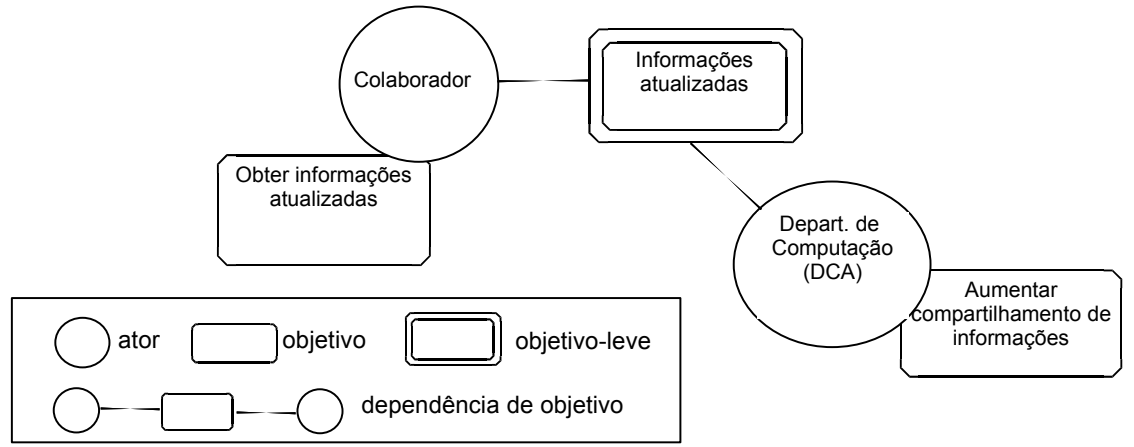 Colaborador
Informações
atualizadas
Obter informações
atualizadas
Depart. de
Computação
(DCA)
Aumentar
compartilhamento de
informações
ator
objetivo
objetivo-leve
dependência de objetivo